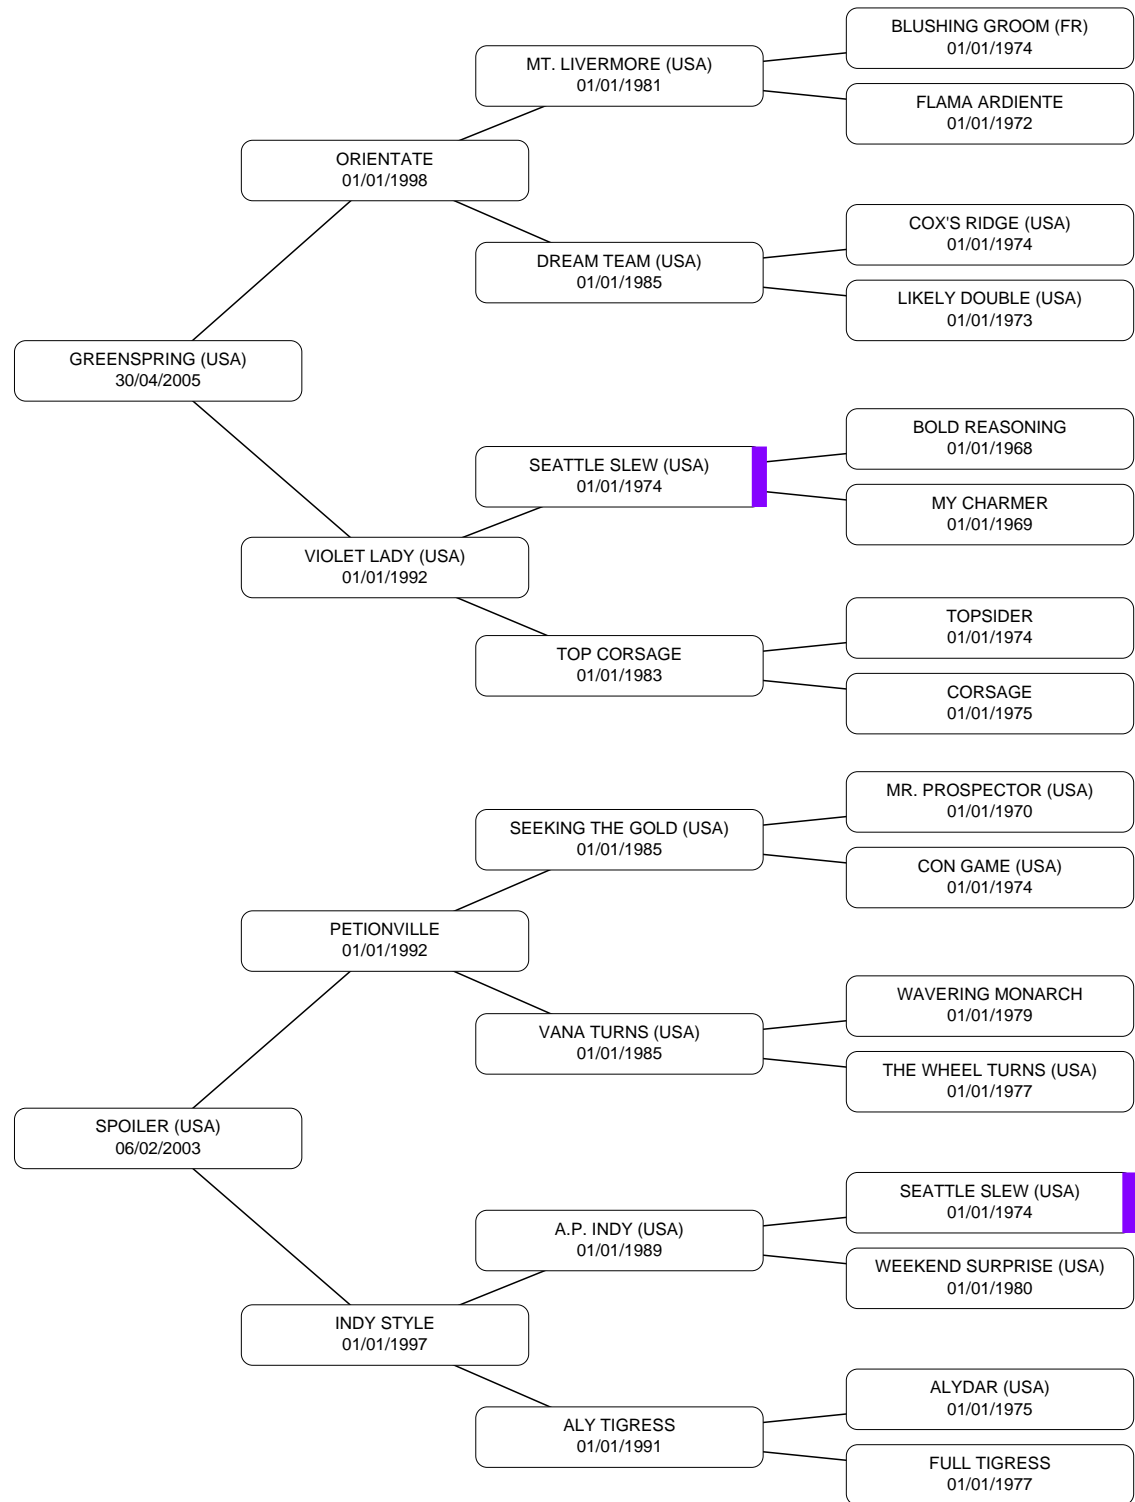 BLUSHING GROOM (FR)
01/01/1974
MT. LIVERMORE (USA)
01/01/1981
FLAMA ARDIENTE
01/01/1972
ORIENTATE
01/01/1998
COX'S RIDGE (USA)
01/01/1974
DREAM TEAM (USA)
01/01/1985
LIKELY DOUBLE (USA)
01/01/1973
GREENSPRING (USA)
30/04/2005
BOLD REASONING
01/01/1968
SEATTLE SLEW (USA)
01/01/1974
MY CHARMER
01/01/1969
VIOLET LADY (USA)
01/01/1992
TOPSIDER
01/01/1974
TOP CORSAGE
01/01/1983
CORSAGE
01/01/1975
MR. PROSPECTOR (USA)
01/01/1970
SEEKING THE GOLD (USA)
01/01/1985
CON GAME (USA)
01/01/1974
PETIONVILLE
01/01/1992
WAVERING MONARCH
01/01/1979
VANA TURNS (USA)
01/01/1985
THE WHEEL TURNS (USA)
01/01/1977
SPOILER (USA)
06/02/2003
SEATTLE SLEW (USA)
01/01/1974
A.P. INDY (USA)
01/01/1989
WEEKEND SURPRISE (USA)
01/01/1980
INDY STYLE
01/01/1997
ALYDAR (USA)
01/01/1975
ALY TIGRESS
01/01/1991
FULL TIGRESS
01/01/1977